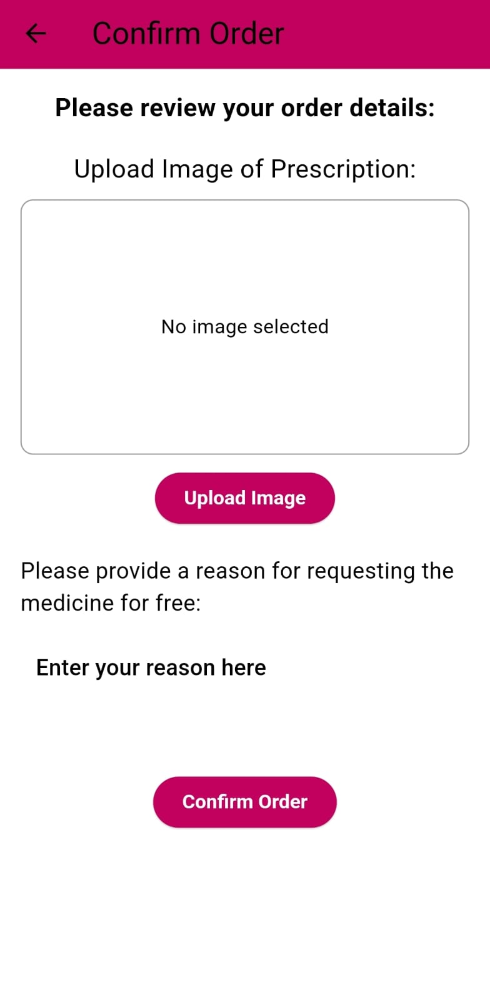 Confirm Order
Please review your order details:
Upload Image of Prescription:
No image selected
Upload Image
Please provide a reason for requesting the
medicine for free:
Enter your reason here
Confirm Order